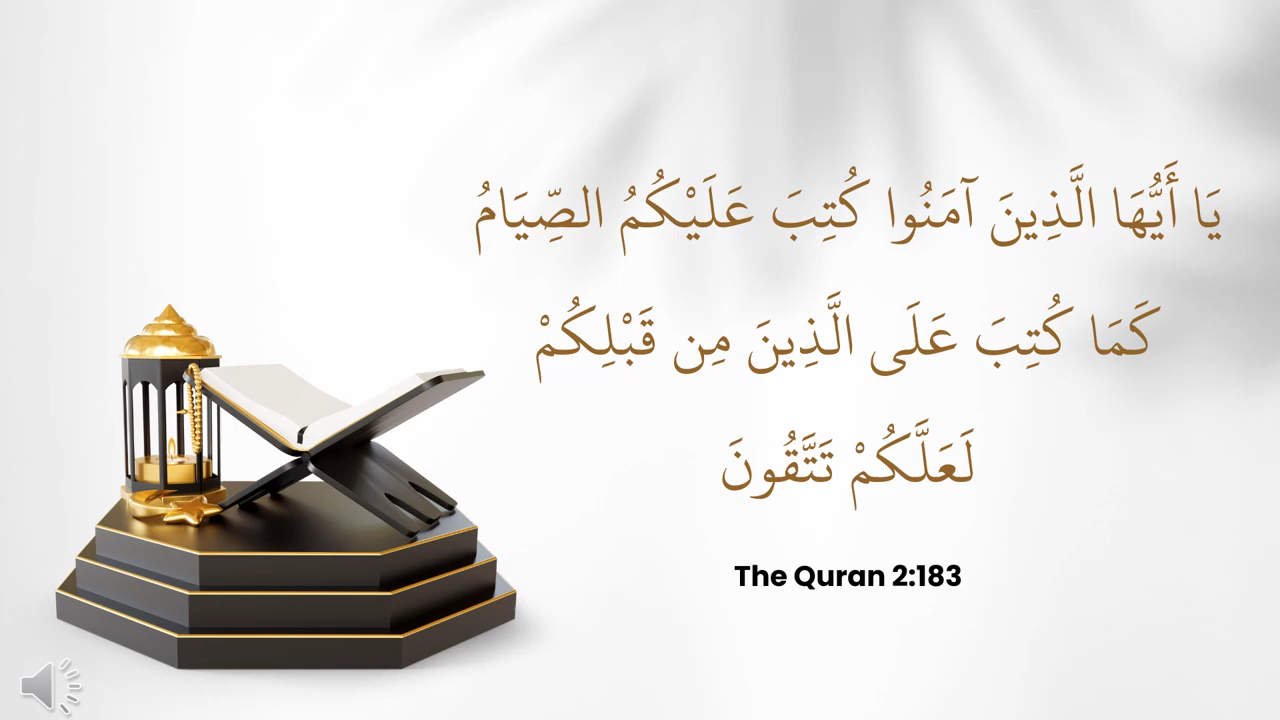 يَا أَيُّهَا الَّذِينَ آمَنُوا كُتِبَ عَلَيْكُمُ الصِّيَامُ
كَمَا كُتِبَ عَلَى الَّذِينَ مِن قَبْلِكُمْ
لَعَلَّكُمْ تَتَّقُونَ
The Quran 2:183